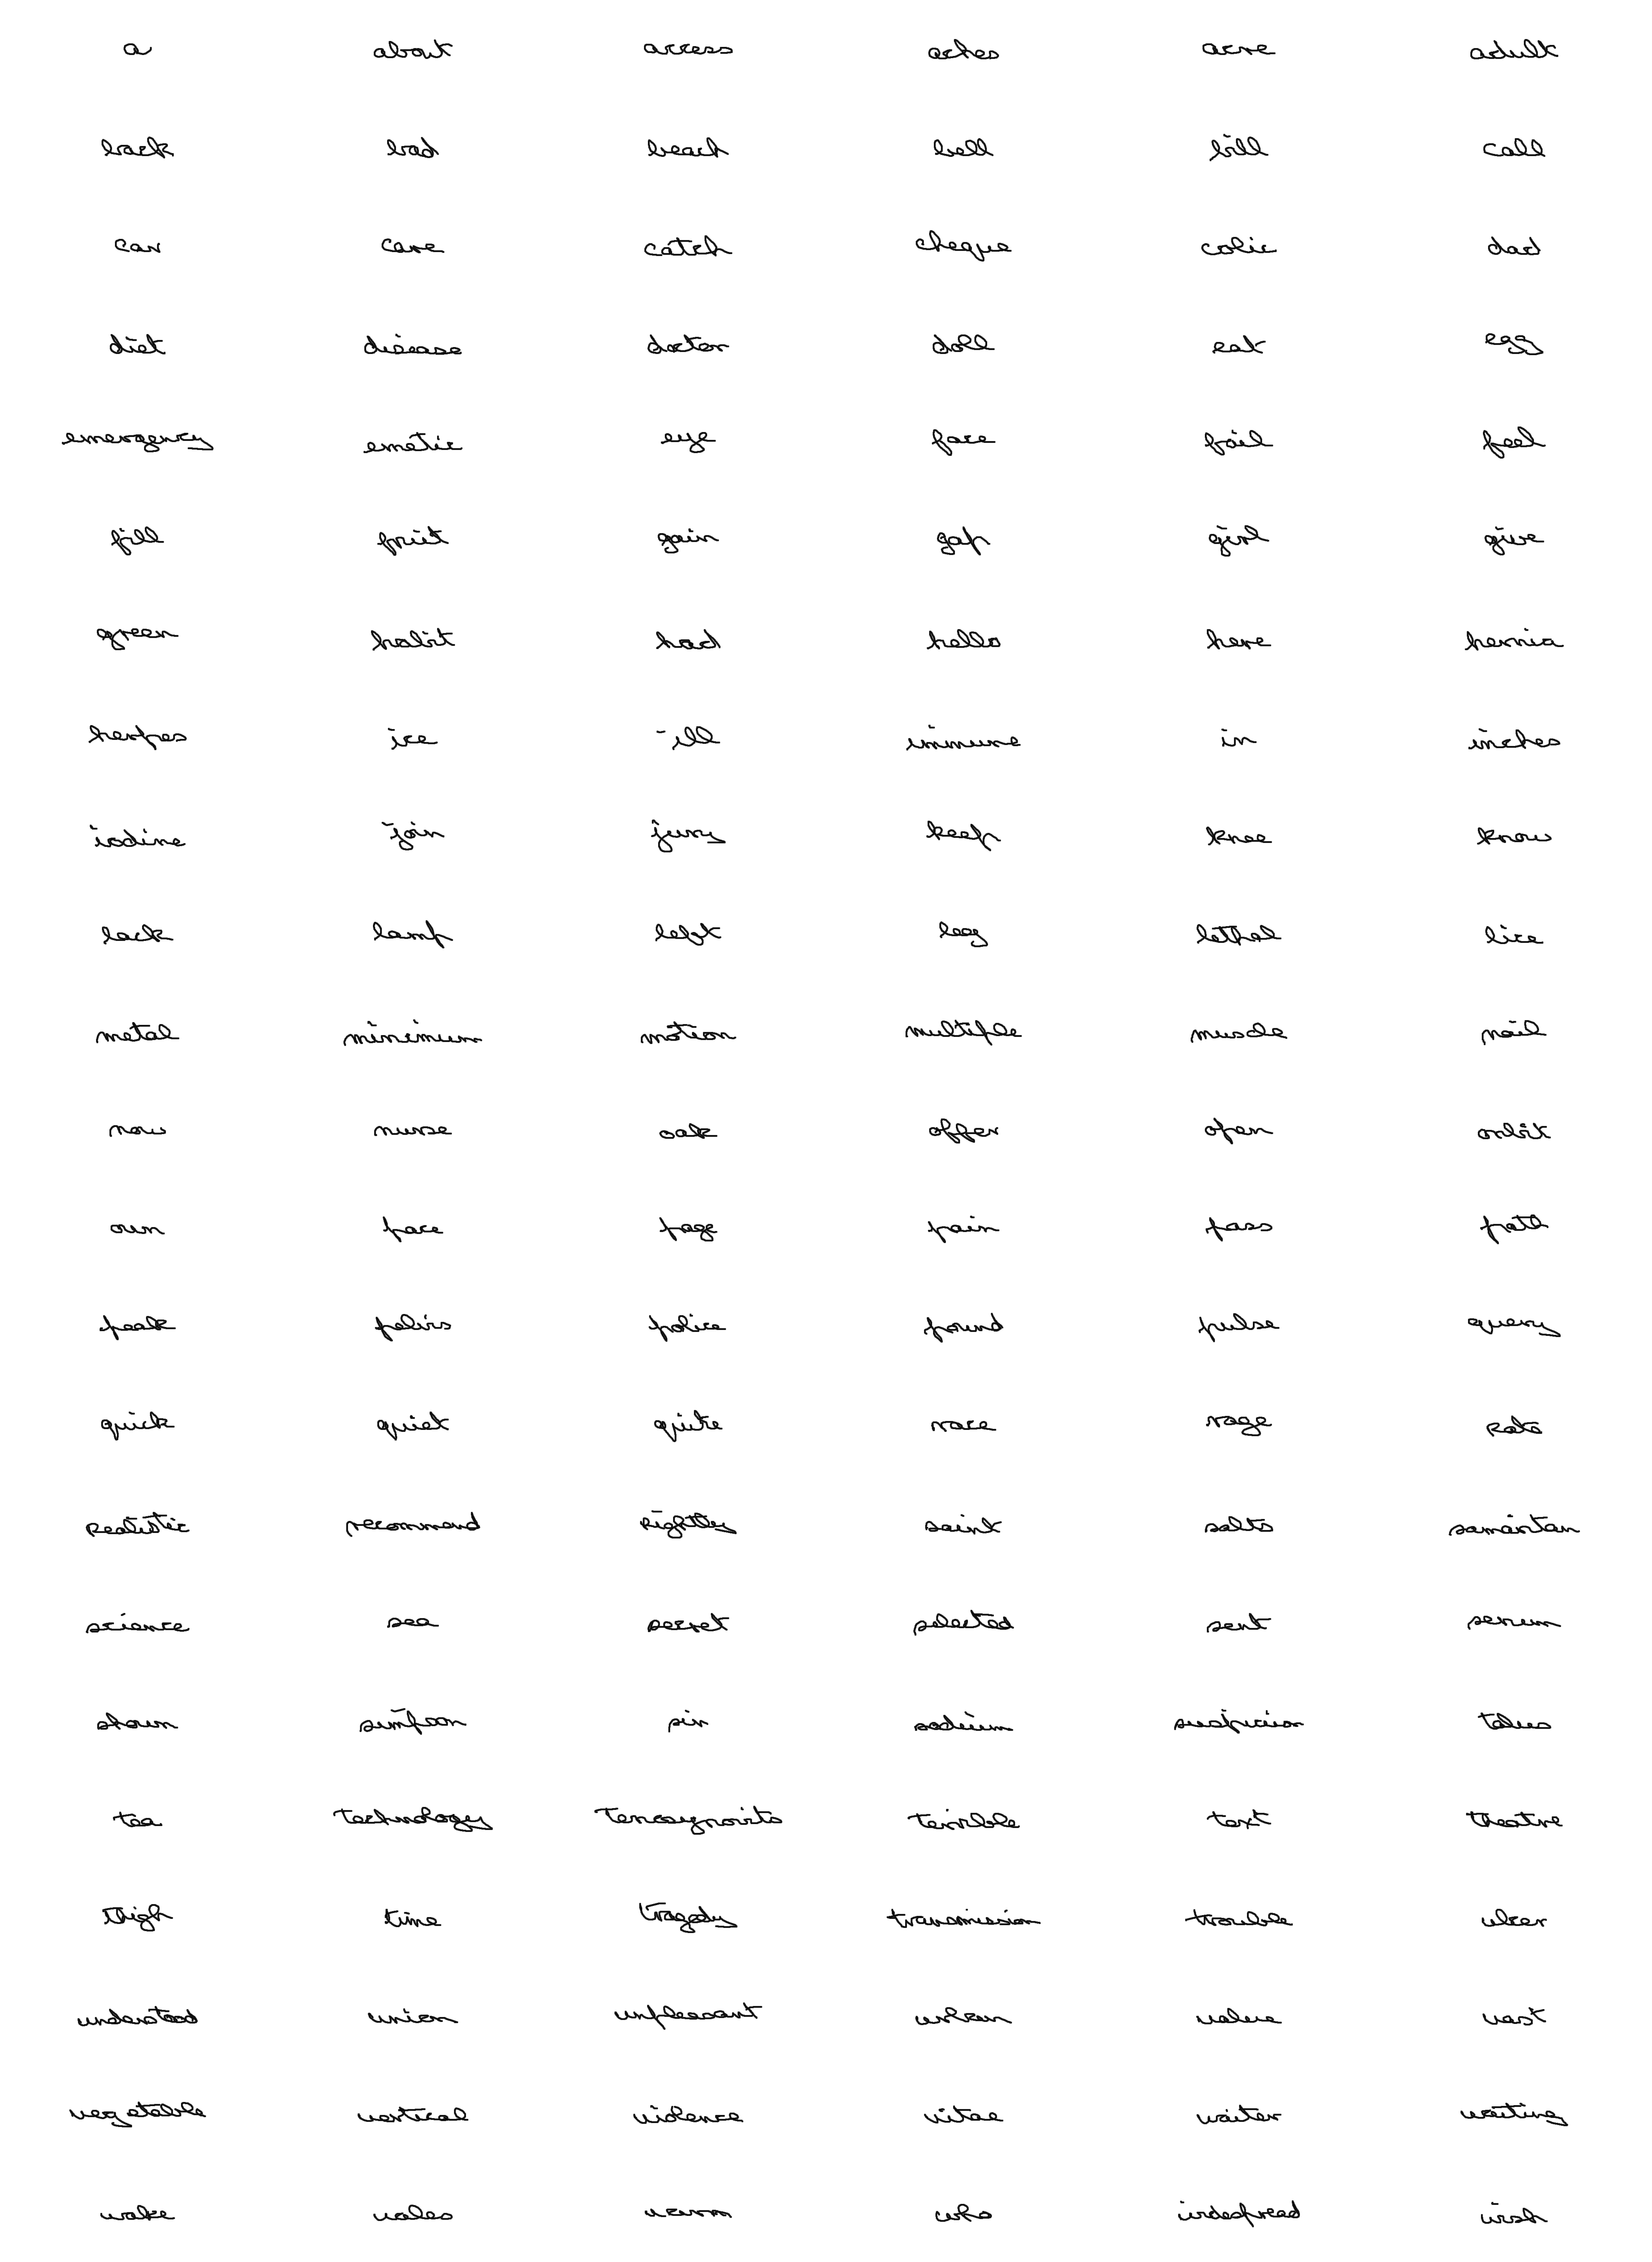 a about access aches acre adult
back bad beach bell bill call
car care catch cheque colic dad
diet disease doctor doll eat egg
emergency emetic eye face fail feel
fill fruit gain gap girl give
green habit had hello here hernia
herpes ice ill immune in inches
iodine join jury keep knee know
lack lamp left leg lethal lice
metal minimum motion multiple muscle nail
now nurse oak offer open orbit
own pace page pain pass path
peak pelvis police pound pulse query
quick quiet quite race rage rats
realistic recommend rightly saint salts samaritan
science sea secret selected sent serum
shown simpson sir sodium suspicion
tea technology terrible text theatre
thigh time tragedy transmission trouble ulcer
understood union unpleasant urban value vast
vegetable vertical violence vitae waiter waiting
wake wales warm who widespread wish